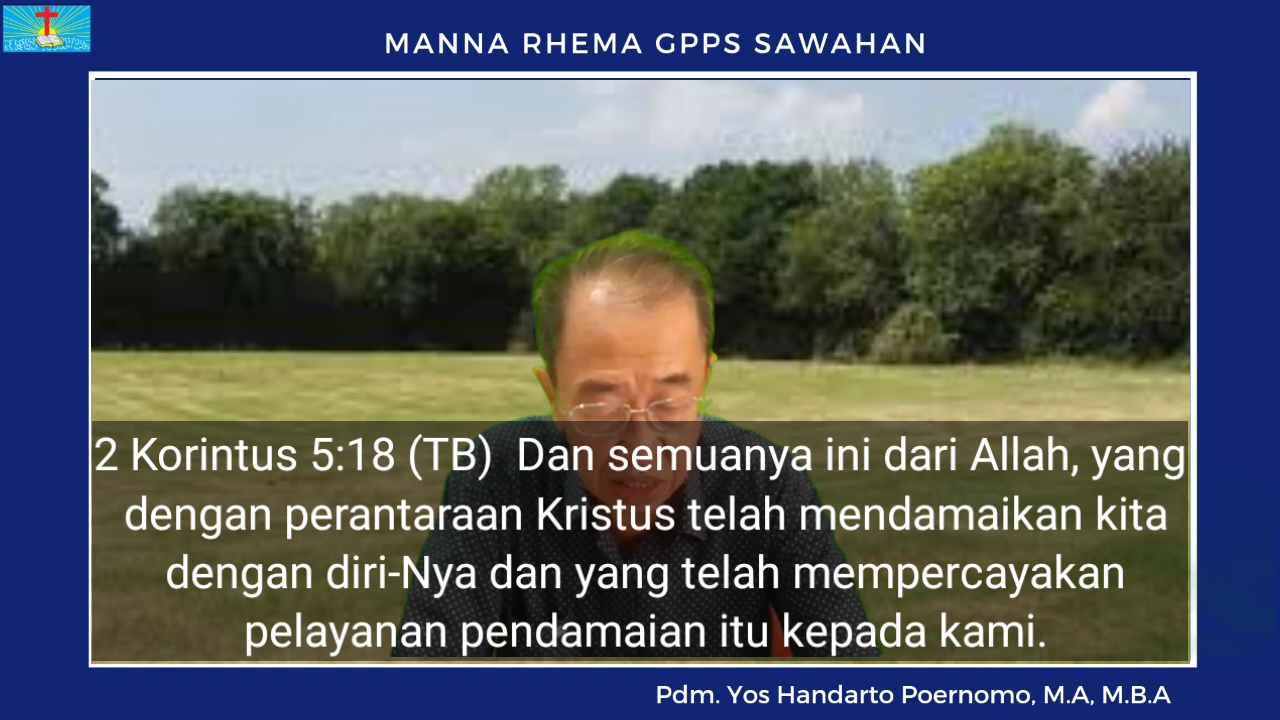 MANNA RHEMA GPPS SAWAHAN
2 Korintus 5:18 (TB)  Dan semuanya ini dari Allah, yang
dengan perantaraan Kristus telah mendamaikan kita
dengan diri-Nya dan yang telah mempercayakan
pelayanan pendamaian itu kepada kami.
Pdm. Yos Handarto Poernomo, M.A, M.B.A